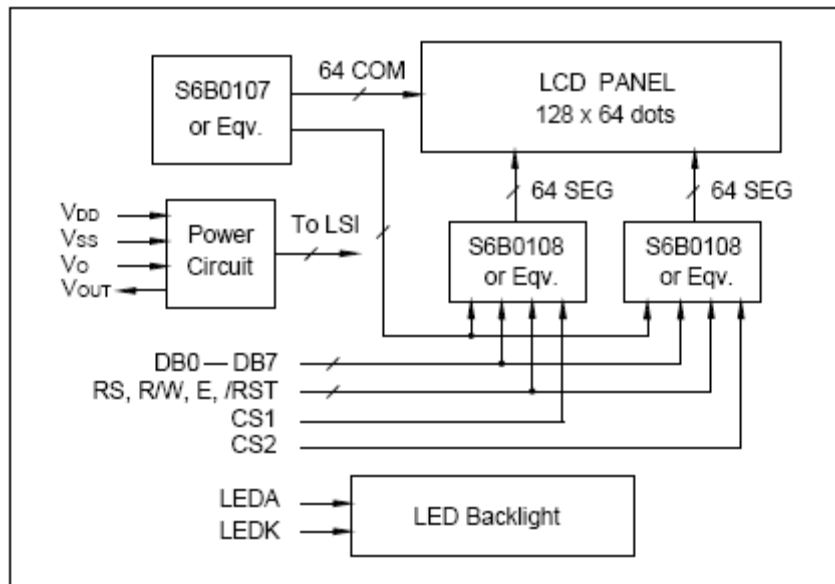 S6B0107
or Eqv.
64 COM
LCD PANEL
128 x 64 dots
64 SEG
64 SEG
VDD
VSS
VO
VOUT
Power
Circuit
To LSI
S6B0108
or Eqv.
S6B0108
or Eqv.
DB0 — DB7
RS, R/W, E, /RST
CS1
CS2
LEDA
LEDK
LED Backlight